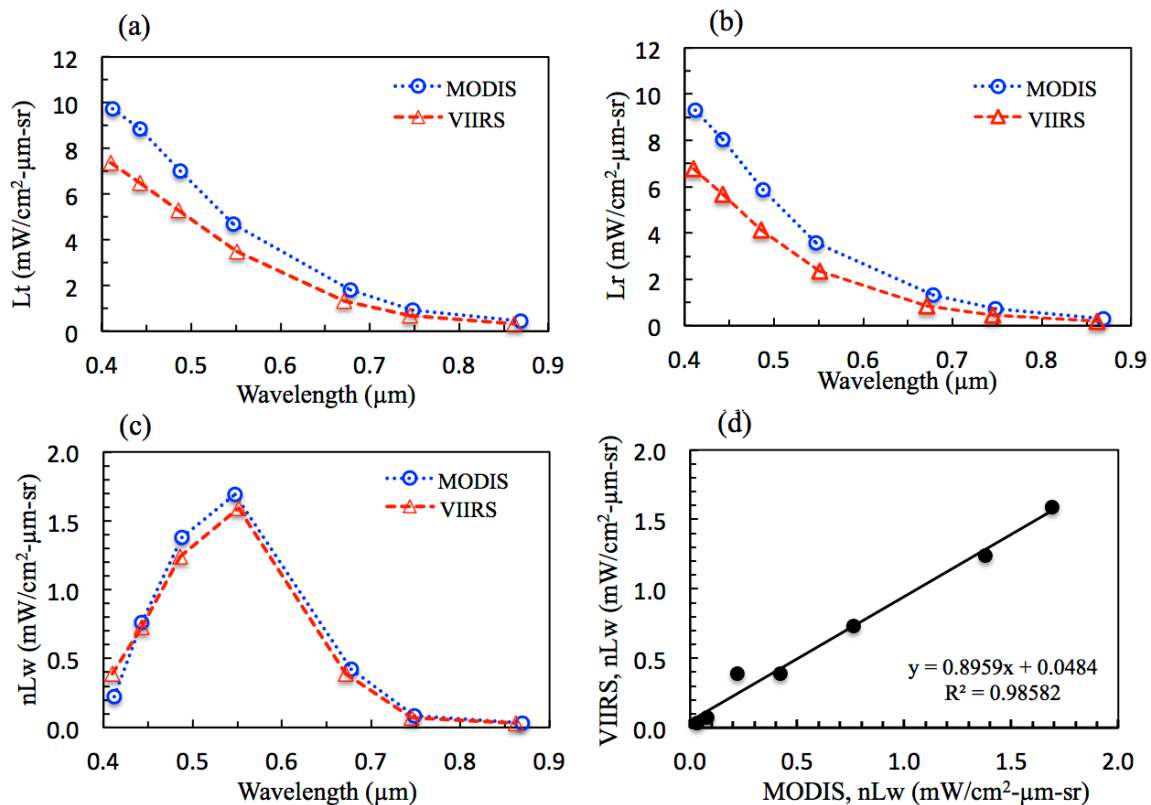 (a)
12
10
8
6
4
2
0
Lt (mW/cm²-µm-sr)
MODIS
VIIRS
0.4 0.5 0.6 0.7 0.8 0.9
Wavelength (µm)
(b)
12
10
8
6
4
2
0
Lr (mW/cm²-µm-sr)
MODIS
VIIRS
0.4 0.5 0.6 0.7 0.8 0.9
Wavelength (µm)
(c)
2.0
1.5
1.0
0.5
0.0
nLw (mW/cm²-µm-sr)
MODIS
VIIRS
0.4 0.5 0.6 0.7 0.8 0.9
Wavelength (µm)
(d)
2.0
1.5
1.0
0.5
0.0
VIIRS, nLw (mW/cm²-µm-sr)
y = 0.8959x + 0.0484
R² = 0.98582
0.0 0.5 1.0 1.5 2.0
MODIS, nLw (mW/cm²-µm-sr)